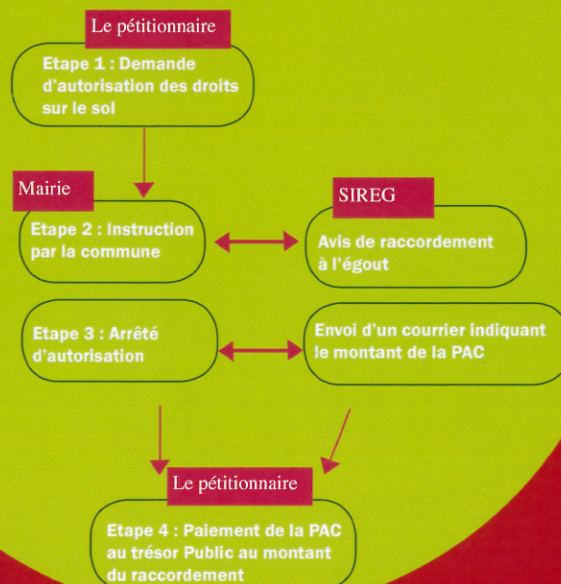 Le pétitionnaire
Etape 1 : Demande
d'autorisation des droits
sur le sol
Mairie
Etape 2 : Instruction
par la commune
SIREG
Avis de raccordement
à l'égout
Etape 3 : Arrêté
d'autorisation
Envoi d'un courrier indiquant
le montant de la PAC
Le pétitionnaire
Etape 4 : Paiement de la PAC
au trésor Public au montant
du raccordement